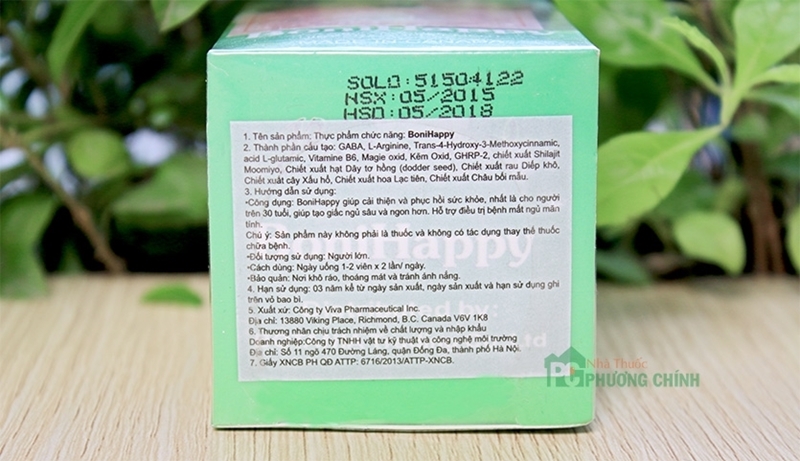 SOLO:51504122
NSX:05/2015
HSD:05/2018
1. Tên sản phẩm: Thực phẩm chức năng: BoniHappy
2. Thành phần cấu tạo: GABA, L-Arginine, Trans-4-Hydroxy-3-Methoxycinnamic,
acid L-glutamic, Vitamine B6, Magie oxid, Kẽm Oxid, GHRP-2, chiết xuất Shilajit
Moomiyo, Chiết xuất hạt Dây tơ hồng (dodder seed), Chiết xuất rau Diếp khô,
Chiết xuất cây Xấu hổ, Chiết xuất hoa Lạc tiên, Chiết xuất Châu bối mẫu.
3. Hướng dẫn sử dụng:
•Công dụng: BoniHappy giúp cải thiện và phục hồi sức khỏe, nhất là cho người
trên 30 tuổi, giúp tạo giấc ngủ sâu và ngon hơn. Hỗ trợ điều trị bệnh mất ngủ mãn
tính.
Chú ý: Sản phẩm này không phải là thuốc và không có tác dụng thay thế thuốc
chữa bệnh.
•Đối tượng sử dụng: Người lớn.
•Cách dùng: Ngày uống 1-2 viên x 2 lần/ ngày.
•Bảo quản: Nơi khô ráo, thoáng mát và tránh ánh nắng.
4. Hạn sử dụng: 03 năm kể từ ngày sản xuất, ngày sản xuất và hạn sử dụng ghi
trên vỏ bao bì.
5. Xuất xứ: Công ty Viva Pharmaceutical Inc.
Địa chỉ: 13880 Viking Place, Richmond, B.C. Canada V6V 1K8
6. Thương nhân chịu trách nhiệm về chất lượng và nhập khẩu
Doanh nghiệp:Công ty TNHH vật tư kỹ thuật và công nghệ môi trường
Địa chỉ: Số 11 ngõ 470 Đường Láng, quận Đống Đa, thành phố Hà Nội.
7. Giấy XNCB PH QĐ ATTP: 6716/2013/ATTP-XNCB.
BoniHappy
by:
Ltd
PC
Nhà Thuốc
PHƯƠNG CHÍNH